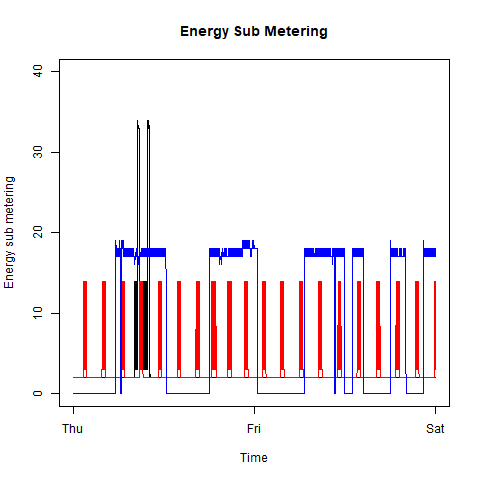 Energy Sub Metering
Energy sub metering
40
30
20
10
0
Thu Fri Sat
Time